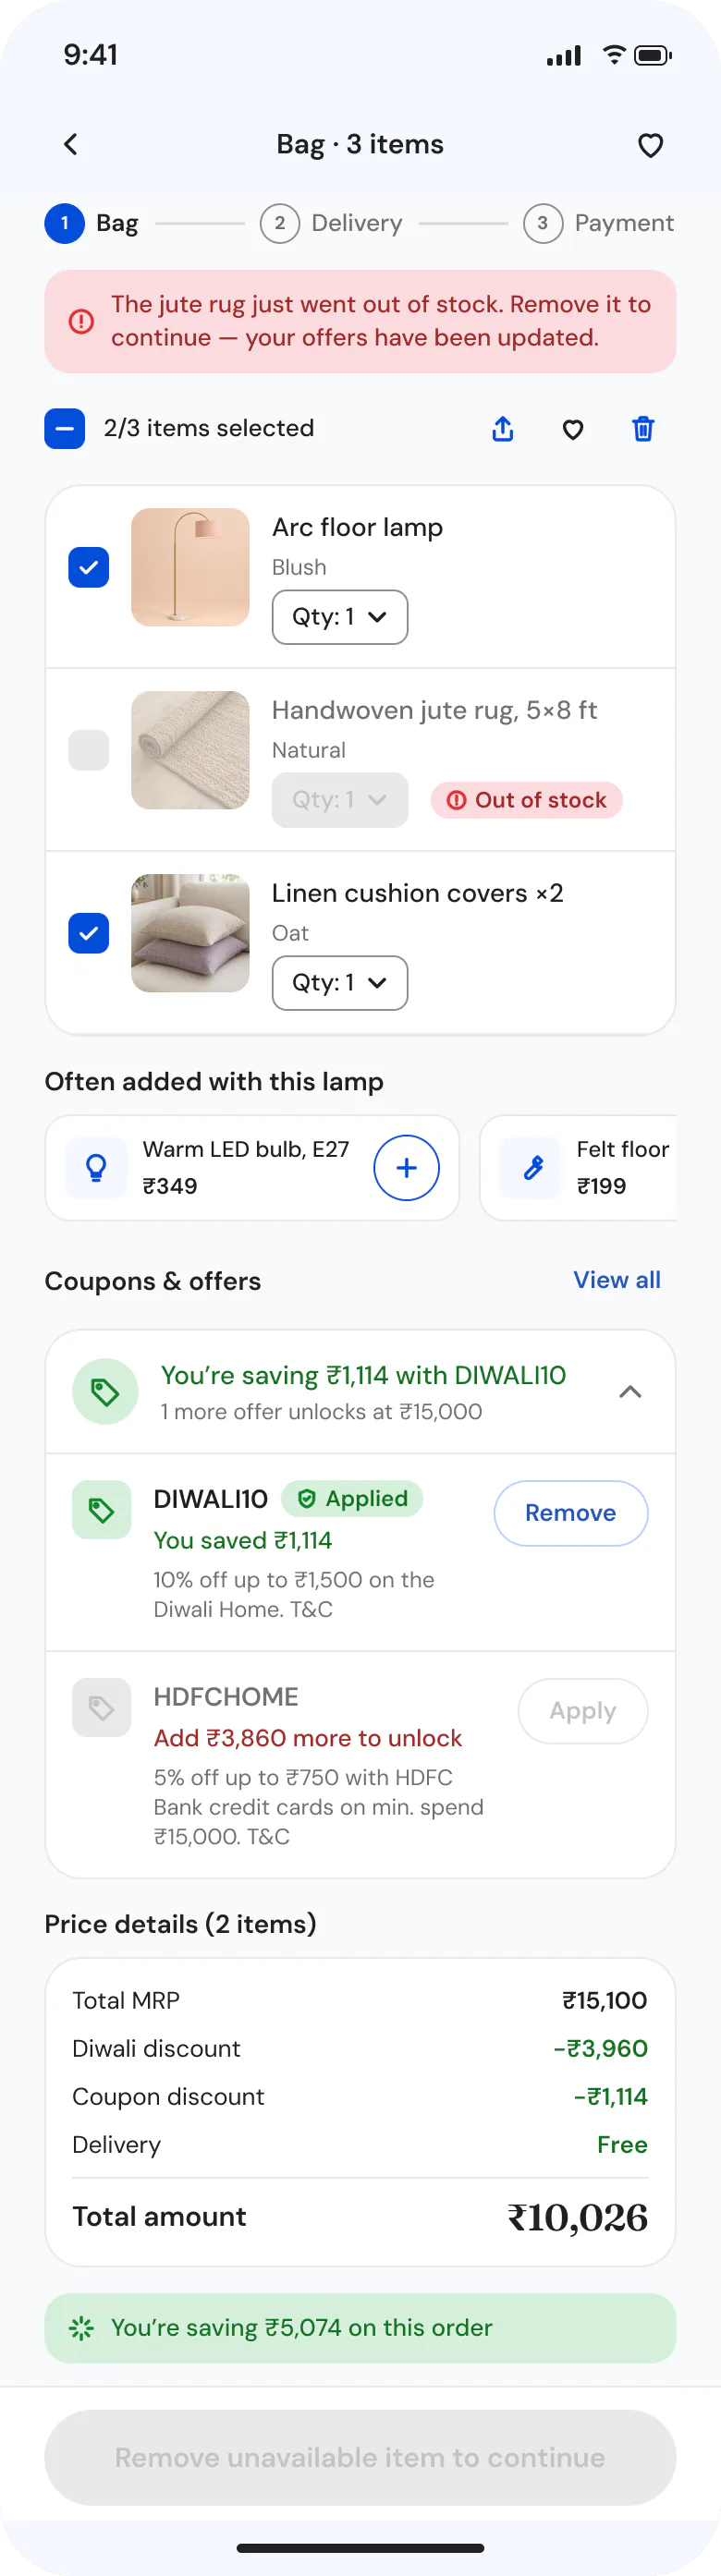 9:41
Bag · 3 items
1 Bag 2 Delivery 3 Payment
The jute rug just went out of stock. Remove it to
continue — your offers have been updated.
2/3 items selected
Arc floor lamp
Blush
Qty: 1
Handwoven jute rug, 5×8 ft
Natural
Qty: 1 Out of stock
Linen cushion covers ×2
Oat
Qty: 1
Often added with this lamp
Warm LED bulb, E27
₹349
Felt floor
₹199
Coupons & offers View all
You’re saving ₹1,114 with DIWALI10
1 more offer unlocks at ₹15,000
DIWALI10 Applied Remove
You saved ₹1,114
10% off up to ₹1,500 on the
Diwali Home. T&C
HDFCHOME Apply
Add ₹3,860 more to unlock
5% off up to ₹750 with HDFC
Bank credit cards on min. spend
₹15,000. T&C
Price details (2 items)
Total MRP ₹15,100
Diwali discount -₹3,960
Coupon discount -₹1,114
Delivery Free
Total amount ₹10,026
You’re saving ₹5,074 on this order
Remove unavailable item to continue